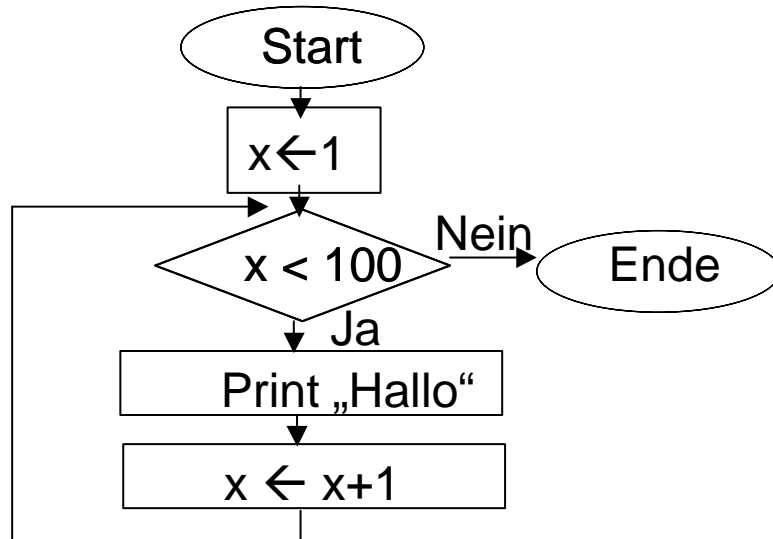 Start
x←1
x < 100
Nein
Ende
Ja
Print „Hallo“
x ← x+1